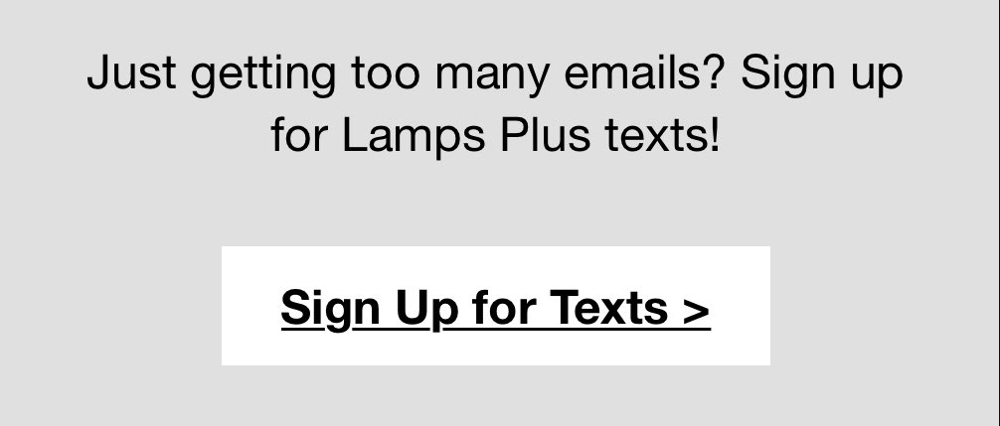 Just getting too many emails? Sign up
for Lamps Plus texts!
Sign Up for Texts >